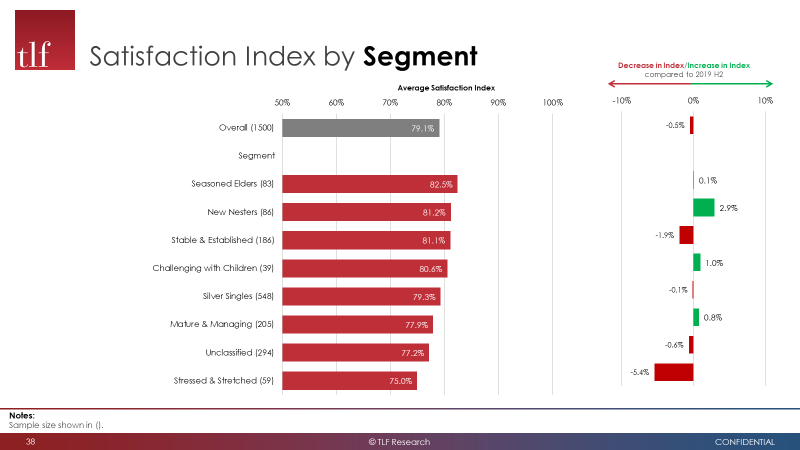 tlf
Satisfaction Index by Segment
Decrease in Index/Increase in Index
compared to 2019 H2
Average Satisfaction Index
50% 60% 70% 80% 90% 100%
-10% 0% 10%
Overall (1500) 79.1% -0.5%
Segment
Seasoned Elders (83) 82.5% 0.1%
New Nesters (86) 81.2% 2.9%
Stable & Established (186) 81.1% -1.9%
Challenging with Children (39) 80.6% 1.0%
Silver Singles (548) 79.3% -0.1%
Mature & Managing (205) 77.9% 0.8%
Unclassified (294) 77.2% -0.6%
Stressed & Stretched (59) 75.0% -5.4%
Notes:
Sample size shown in ().
38 © TLF Research CONFIDENTIAL